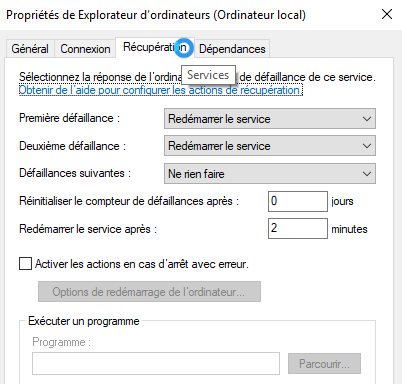 Propriétés de Explorateur d'ordinateurs (Ordinateur local)
Général Connexion Récupération Dépendances
Sélectionnez la réponse de l'ordina de défaillance de ce service.
Services
Obtenir de l'aide pour configurer les actions de récupération.
Première défaillance : Redémarrer le service
Deuxième défaillance : Redémarrer le service
Défaillances suivantes : Ne rien faire
Réinitialiser le compteur de défaillances après : 0 jours
Redémarrer le service après : 2 minutes
Activer les actions en cas d'arrêt avec erreur.
Options de redémarrage de l'ordinateur...
Exécuter un programme
Programme :
Parcourir...